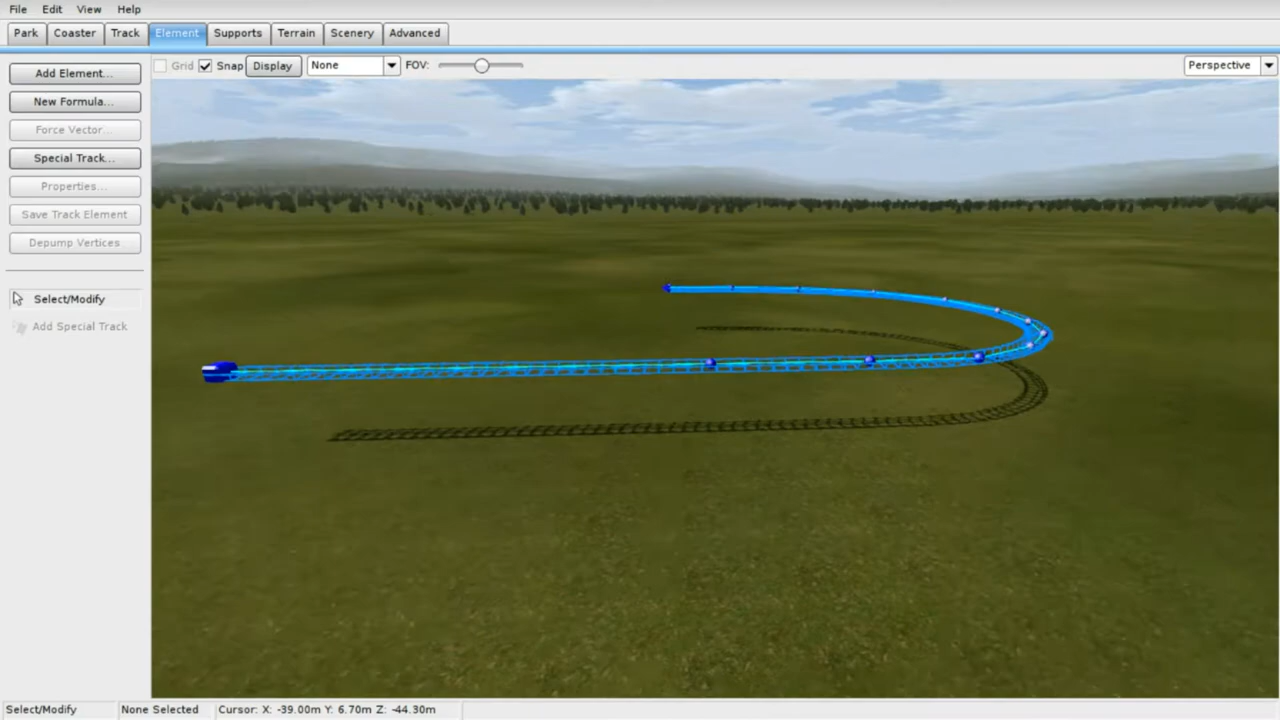 File Edit View Help
Park Coaster Track Element Supports Terrain Scenery Advanced
Grid Snap Display None FOV: Perspective
Add Element...
New Formula...
Force Vector...
Special Track...
Properties...
Save Track Element
Depump Vertices
Select/Modify
Add Special Track
Select/Modify None Selected Cursor: X: -39.00m Y: 6.70m Z: -44.30m